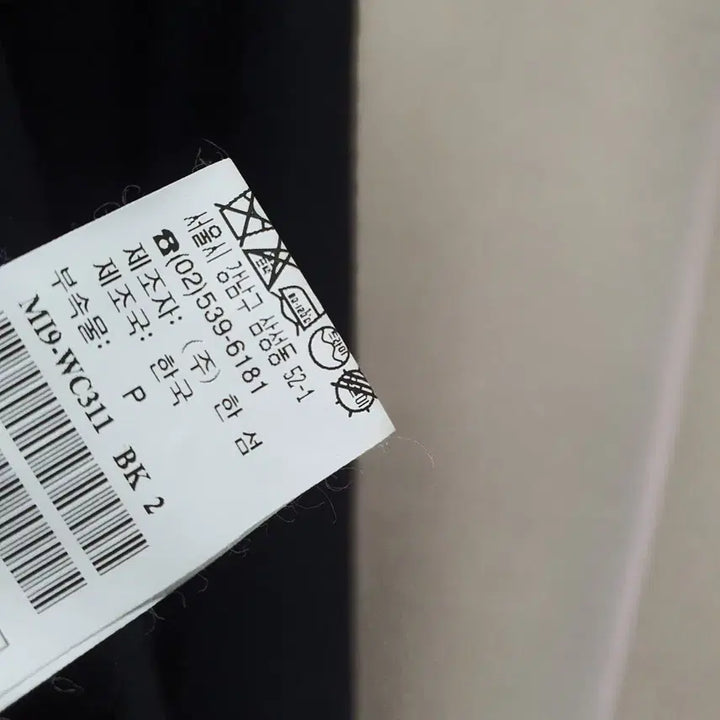 서울시 강남구 삼성동 52-1
☎(02)539-6181
제조자: (주) 한 섬
제조국: 한국
부속물: P
MI9-WC311 BK 2